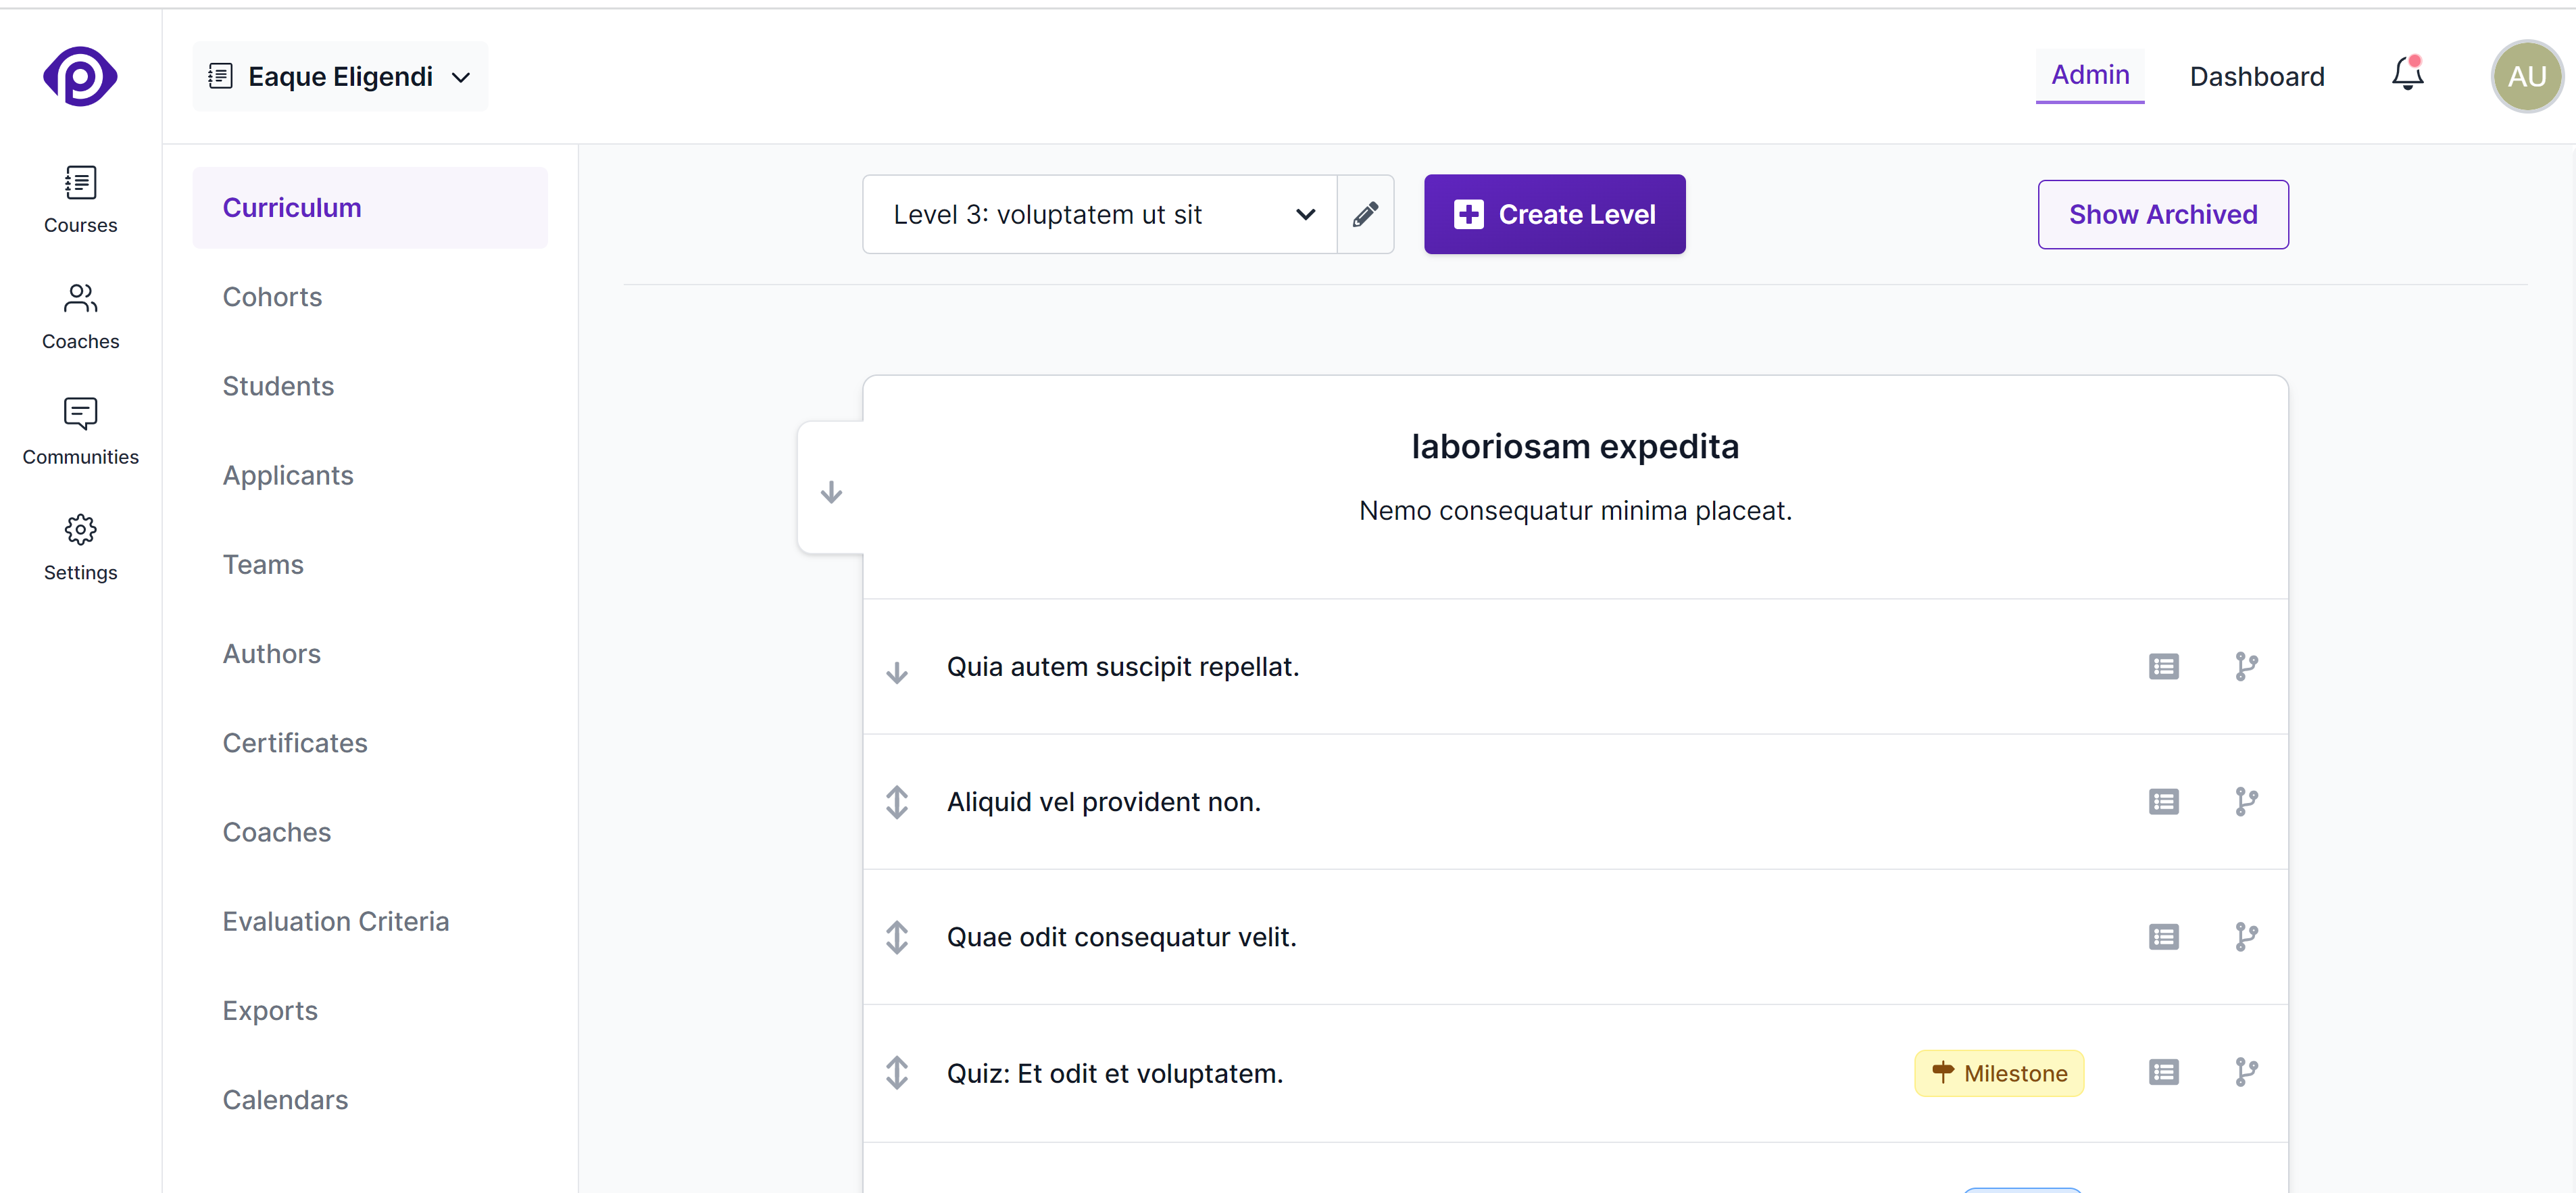 Eaque Eligendi
Admin
Dashboard
AU
Courses
Coaches
Communities
Settings
Curriculum
Cohorts
Students
Applicants
Teams
Authors
Certificates
Coaches
Evaluation Criteria
Exports
Calendars
Level 3: voluptatem ut sit
Create Level
Show Archived
laboriosam expedita
Nemo consequatur minima placeat.
Quia autem suscipit repellat.
Aliquid vel provident non.
Quae odit consequatur velit.
Quiz: Et odit et voluptatem.
Milestone